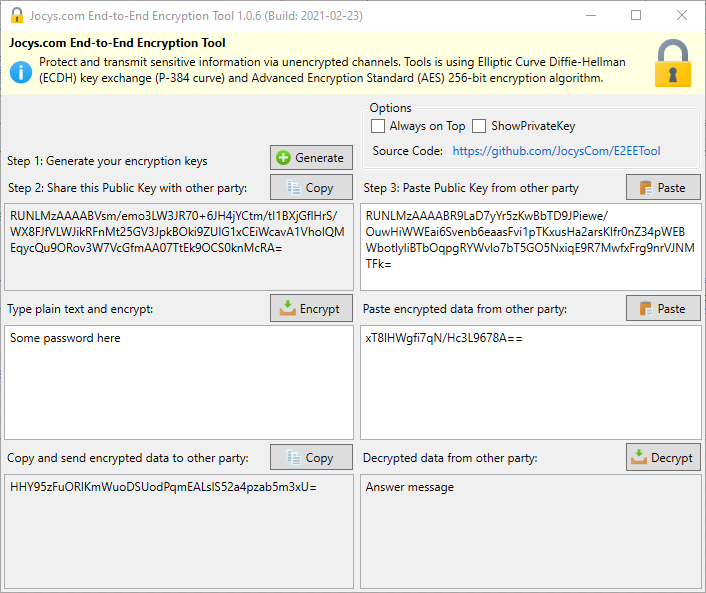 Jocys.com End-to-End Encryption Tool 1.0.6 (Build: 2021-02-23)
Jocys.com End-to-End Encryption Tool
Protect and transmit sensitive information via unencrypted channels. Tools is using Elliptic Curve Diffie-Hellman
(ECDH) key exchange (P-384 curve) and Advanced Encryption Standard (AES) 256-bit encryption algorithm.
Options
Always on Top
ShowPrivateKey
Source Code: https://github.com/JocysCom/E2EETool
Step 1: Generate your encryption keys
Generate
Step 2: Share this Public Key with other party:
Copy
RUNLMzAAAABVsm/emo3LW3JR70+6JH4jYCtm/tI1BXjGfIHrS/
WX8FJfVLWJikRFnMt25GV3JpkBOki9ZUIG1xCEiWcavA1VhoIQM
EqycQu9ORov3W7VcGfmAA07TtEk9OCS0knMcRA=
Step 3: Paste Public Key from other party
Paste
RUNLMzAAAABR9LaD7yYr5zKwBbTD9JPiewe/
OuwHiWWEai6Svenb6eaasFvi1pTKxusHa2arsKIfr0nZ34pWEB
WbotlyliBTbOqpgRYWvIo7bT5GO5NxiqE9R7MwfxFrg9nrVJNM
TFk=
Type plain text and encrypt:
Encrypt
Some password here
Paste encrypted data from other party:
Paste
xT8IHWgfi7qN/Hc3L9678A==
Copy and send encrypted data to other party:
Copy
HHY95zFuORIKmWuoDSUodPqmEALsIS52a4pzab5m3xU=
Decrypted data from other party:
Decrypt
Answer message